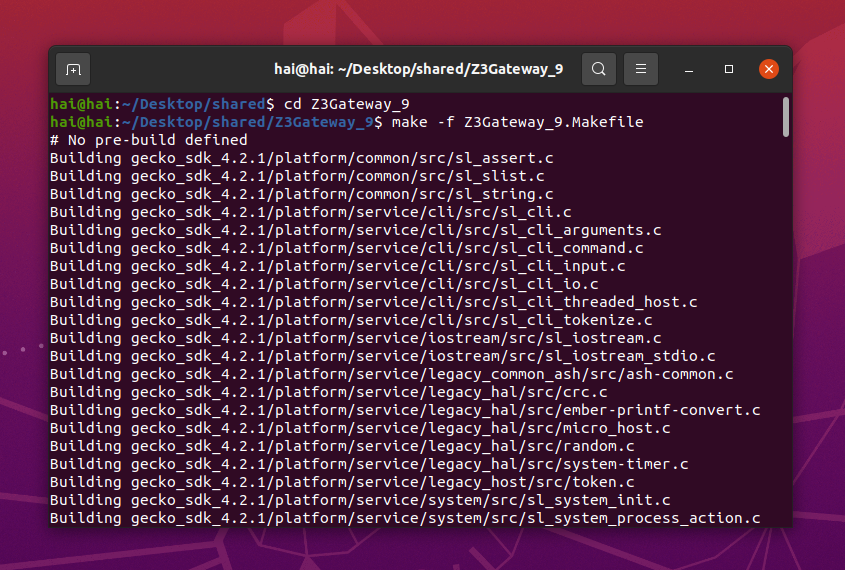 hai@hai: ~/Desktop/shared/Z3Gateway_9
hai@hai:~/Desktop/shared$ cd Z3Gateway_9
hai@hai:~/Desktop/shared/Z3Gateway_9$ make -f Z3Gateway_9.Makefile
# No pre-build defined
Building gecko_sdk_4.2.1/platform/common/src/sl_assert.c
Building gecko_sdk_4.2.1/platform/common/src/sl_slist.c
Building gecko_sdk_4.2.1/platform/common/src/sl_string.c
Building gecko_sdk_4.2.1/platform/service/cli/src/sl_cli.c
Building gecko_sdk_4.2.1/platform/service/cli/src/sl_cli_arguments.c
Building gecko_sdk_4.2.1/platform/service/cli/src/sl_cli_command.c
Building gecko_sdk_4.2.1/platform/service/cli/src/sl_cli_input.c
Building gecko_sdk_4.2.1/platform/service/cli/src/sl_cli_io.c
Building gecko_sdk_4.2.1/platform/service/cli/src/sl_cli_threaded_host.c
Building gecko_sdk_4.2.1/platform/service/cli/src/sl_cli_tokenize.c
Building gecko_sdk_4.2.1/platform/service/iostream/src/sl_iostream.c
Building gecko_sdk_4.2.1/platform/service/iostream/src/sl_iostream_stdio.c
Building gecko_sdk_4.2.1/platform/service/legacy_common_ash/src/ash-common.c
Building gecko_sdk_4.2.1/platform/service/legacy_hal/src/crc.c
Building gecko_sdk_4.2.1/platform/service/legacy_hal/src/ember-printf-convert.c
Building gecko_sdk_4.2.1/platform/service/legacy_hal/src/micro_host.c
Building gecko_sdk_4.2.1/platform/service/legacy_hal/src/random.c
Building gecko_sdk_4.2.1/platform/service/legacy_hal/src/system-timer.c
Building gecko_sdk_4.2.1/platform/service/legacy_host/src/token.c
Building gecko_sdk_4.2.1/platform/service/system/src/sl_system_init.c
Building gecko_sdk_4.2.1/platform/service/system/src/sl_system_process_action.c